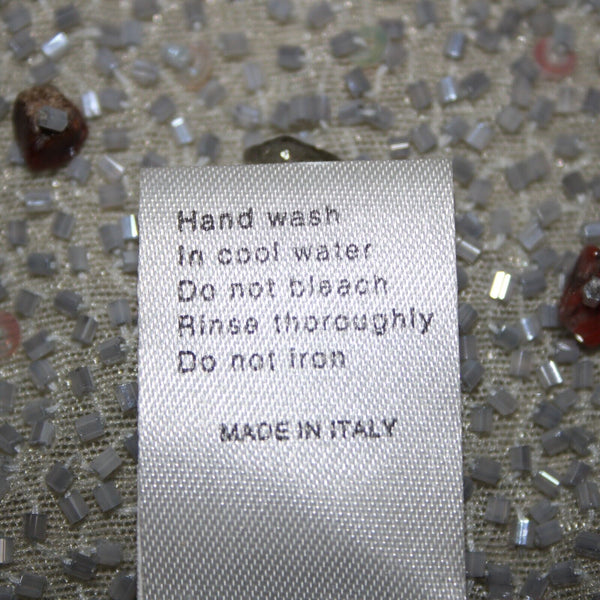 Hand wash
In cool water
Do not bleach
Rinse thoroughly
Do not iron
MADE IN ITALY